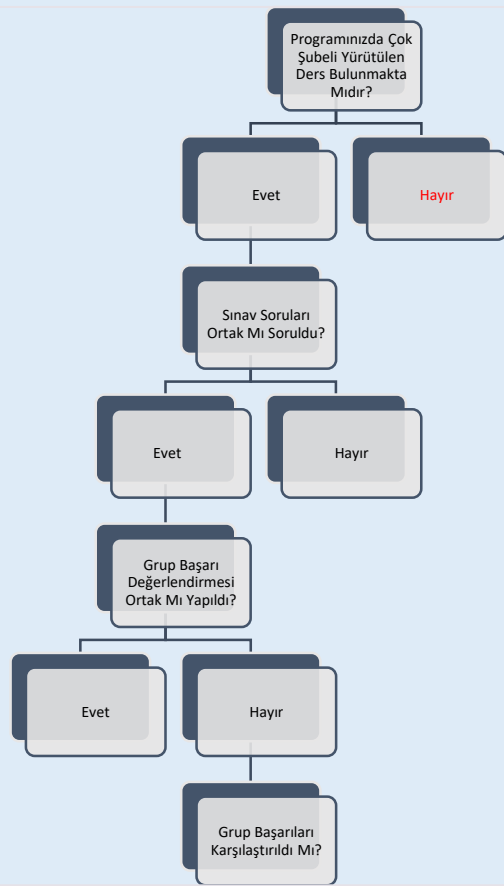 Programınızda Çok
Şubeli Yürütülen
Ders Bulunmakta
Mıdır?
Evet
Hayır
Sınav Soruları
Ortak Mı Soruldu?
Evet
Hayır
Grup Başarı
Değerlendirmesi
Ortak Mı Yapıldı?
Evet
Hayır
Grup Başarıları
Karşılaştırıldı Mı?